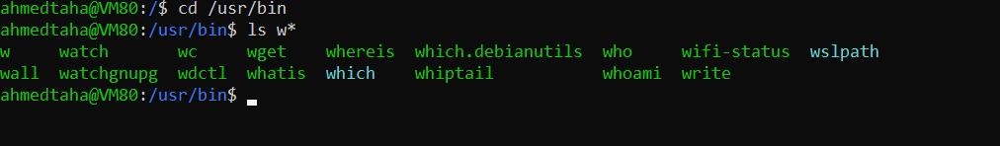 ahmedtaha@VM80:/$ cd /usr/bin
ahmedtaha@VM80:/usr/bin$ ls w*
w     watch       wc     wget    whereis   which.debianutils  who     wifi-status  wslpath
wall  watchgnupg  wdctl  whatis  which     whiptail           whoami  write
ahmedtaha@VM80:/usr/bin$